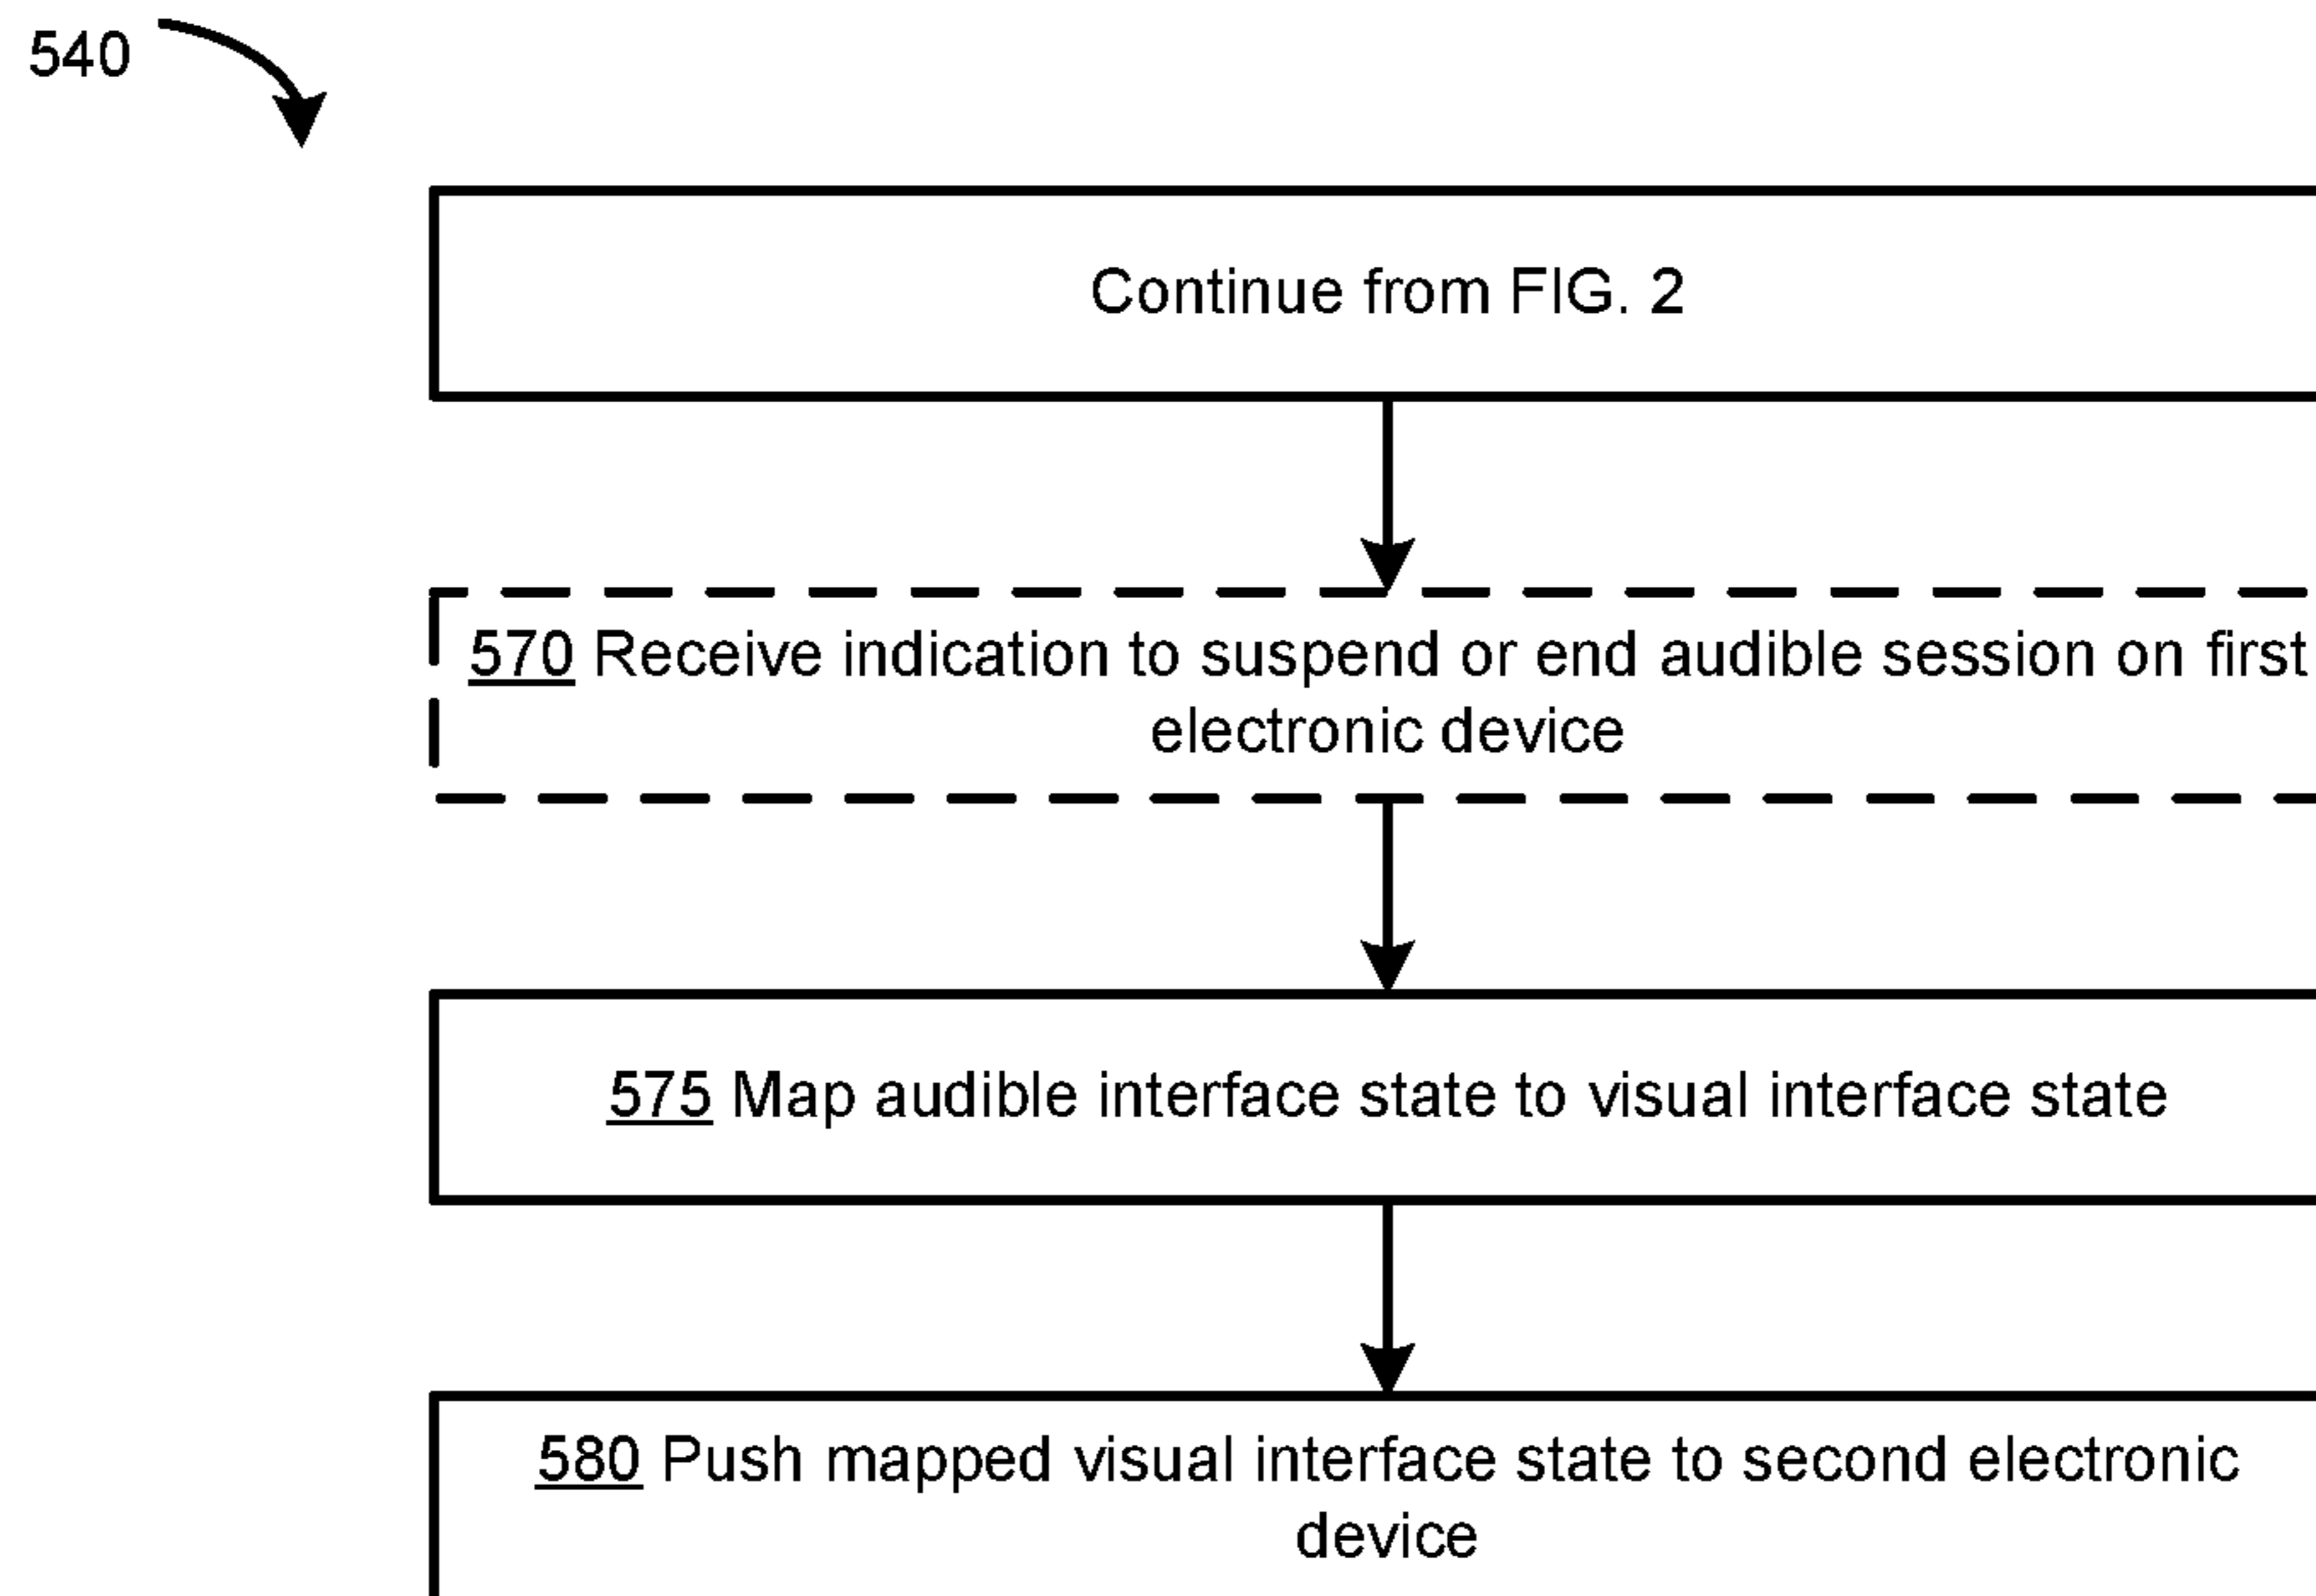 540
Continue from FIG. 2
570 Receive indication to suspend or end audible session on first
electronic device
575 Map audible interface state to visual interface state
580 Push mapped visual interface state to second electronic
device